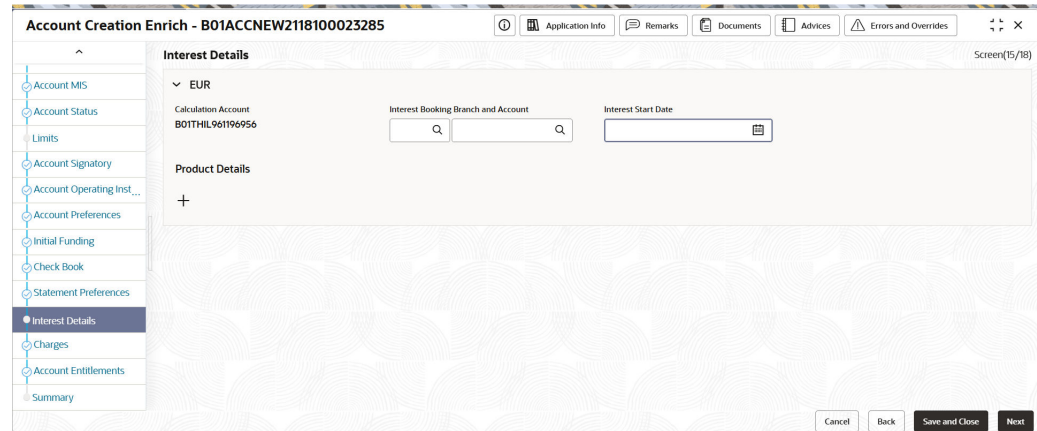 Account Creation Enrich - B01ACCNEW2118100023285
Application Info
Remarks
Documents
Advices
Errors and Overrides
Account MIS
Account Status
Limits
Account Signatory
Account Operating Inst...
Account Preferences
Initial Funding
Check Book
Statement Preferences
Interest Details
Charges
Account Entitlements
Summary
Interest Details
Screen(15/18)
EUR
Calculation Account
Interest Booking Branch and Account
Interest Start Date
B01THIL961196956
Product Details
Cancel
Back
Save and Close
Next